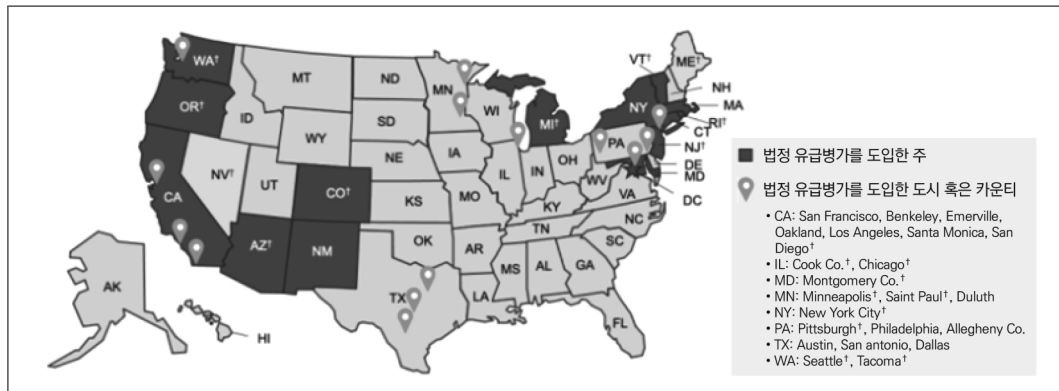 WA†
MT
ND
MN
VT†
ME†
NH
OR†
ID
SD
WI
MI†
NY
MA
WY
RI†
CT
IA
PA
NJ†
NE
OH
DE
NV†
IL
IN
MD
UT
WV
CA
CO†
VA
DC
KS
MO
KY
NC
TN
OK
AZ†
NM
AR
SC
MS
AL
GA
AK
TX
LA
FL
HI
법정 유급병가를 도입한 주
법정 유급병가를 도입한 도시 혹은 카운티
• CA: San Francisco, Benkeley, Emerville,
Oakland, Los Angeles, Santa Monica, San
Diego†
• IL: Cook Co.†, Chicago†
• MD: Montgomery Co.†
• MN: Minneapolis†, Saint Paul†, Duluth
• NY: New York City†
• PA: Pittsburgh†, Philadelphia, Allegheny Co.
• TX: Austin, San antonio, Dallas
• WA: Seattle†, Tacoma†